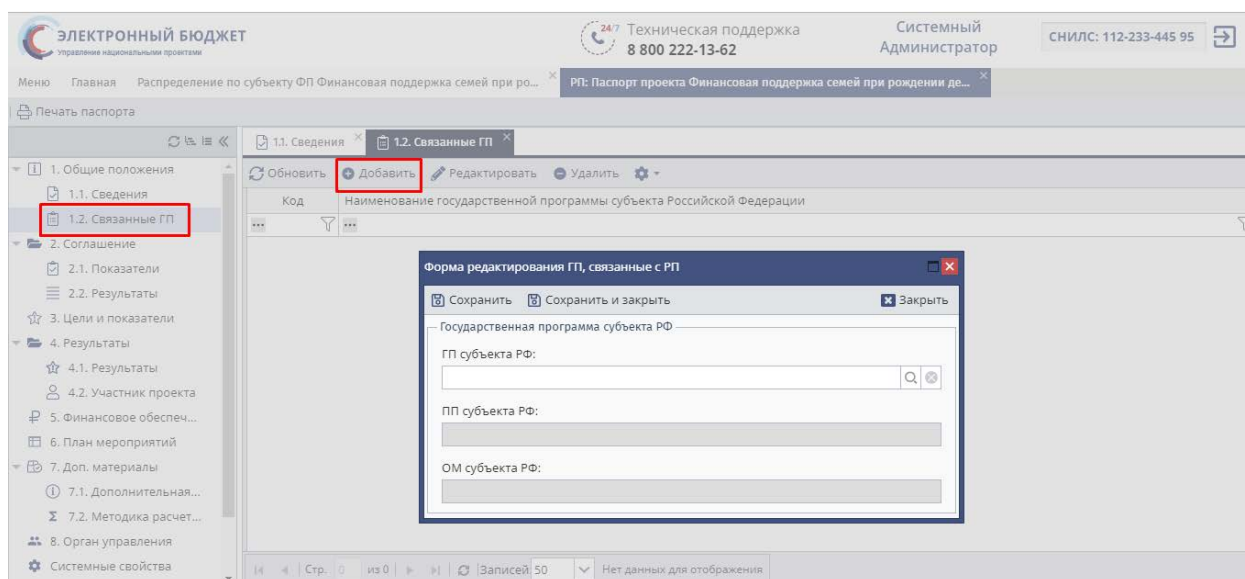 ЭЛЕКТРОННЫЙ БЮДЖЕТ
Управление национальными проектами
24/7 Техническая поддержка
8 800 222-13-62
Системный
Администратор
СНИЛС: 112-233-445 95
Меню Главная Распределение по субъекту ФП Финансовая поддержка семей при ро... РП: Паспорт проекта Финансовая поддержка семей при рождении де...
Печать паспорта
1.1. Сведения 1.2. Связанные ГП
1. Общие положения
1.1. Сведения
1.2. Связанные ГП
2. Соглашение
2.1. Показатели
2.2. Результаты
3. Цели и показатели
4. Результаты
4.1. Результаты
4.2. Участник проекта
5. Финансовое обеспеч...
6. План мероприятий
7. Доп. материалы
7.1. Дополнительная...
7.2. Методика расчет...
8. Орган управления
Системные свойства
Обновить Добавить Редактировать Удалить
Код Наименование государственной программы субъекта Российской Федерации
Форма редактирования ГП, связанные с РП
Сохранить Сохранить и закрыть Закрыть
Государственная программа субъекта РФ
ГП субъекта РФ:
ПП субъекта РФ:
ОМ субъекта РФ:
Стр. 0 из 0 Записей 50 Нет данных для отображения